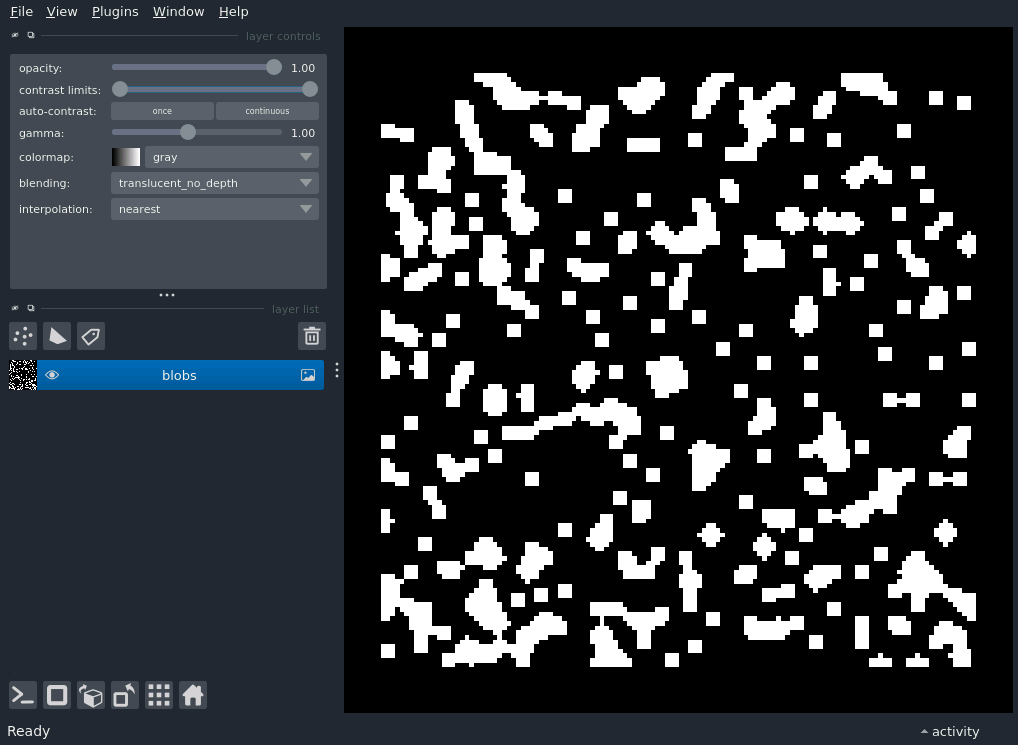 File View Plugins Window Help
layer controls
opacity: 1.00
contrast limits:
auto-contrast: once continuous
gamma: 1.00
colormap: gray
blending: translucent_no_depth
interpolation: nearest
layer list
blobs
Ready
activity